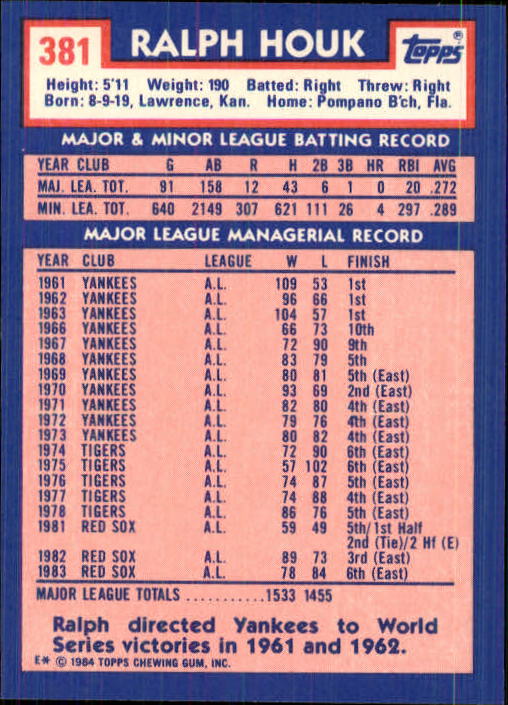 381 RALPH HOUK Topps®
Height: 5'11 Weight: 190 Batted: Right Threw: Right
Born: 8-9-19, Lawrence, Kan. Home: Pompano B'ch, Fla.
MAJOR & MINOR LEAGUE BATTING RECORD
YEAR CLUB G AB R H 2B 3B HR RBI AVG
MAJ. LEA. TOT. 91 158 12 43 6 1 0 20 .272
MIN. LEA. TOT. 640 2149 307 621 111 26 4 297 .289
MAJOR LEAGUE MANAGERIAL RECORD
YEAR CLUB LEAGUE W L FINISH
1961 YANKEES A.L. 109 53 1st
1962 YANKEES A.L. 96 66 1st
1963 YANKEES A.L. 104 57 1st
1966 YANKEES A.L. 66 73 10th
1967 YANKEES A.L. 72 90 9th
1968 YANKEES A.L. 83 79 5th
1969 YANKEES A.L. 80 81 5th (East)
1970 YANKEES A.L. 93 69 2nd (East)
1971 YANKEES A.L. 82 80 4th (East)
1972 YANKEES A.L. 79 76 4th (East)
1973 YANKEES A.L. 80 82 4th (East)
1974 TIGERS A.L. 72 90 6th (East)
1975 TIGERS A.L. 57 102 6th (East)
1976 TIGERS A.L. 74 87 5th (East)
1977 TIGERS A.L. 74 88 4th (East)
1978 TIGERS A.L. 86 76 5th (East)
1981 RED SOX A.L. 59 49 5th/1st Half
2nd (Tie)/2 Hf (E)
1982 RED SOX A.L. 89 73 3rd (East)
1983 RED SOX A.L. 78 84 6th (East)
MAJOR LEAGUE TOTALS ...........1533 1455
Ralph directed Yankees to World
Series victories in 1961 and 1962.
E* © 1984 TOPPS CHEWING GUM, INC.